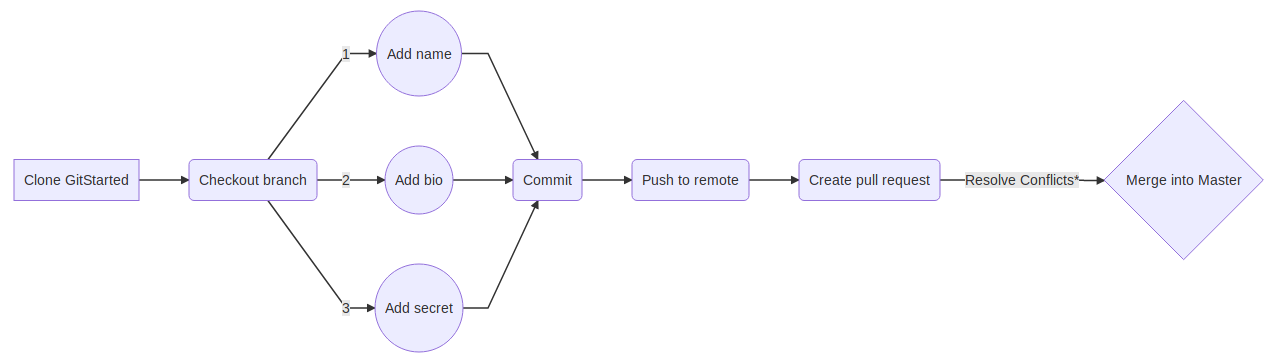 Clone GitStarted
Checkout branch
1
Add name
2
Add bio
3
Add secret
Commit
Push to remote
Create pull request
Resolve Conflicts*
Merge into Master